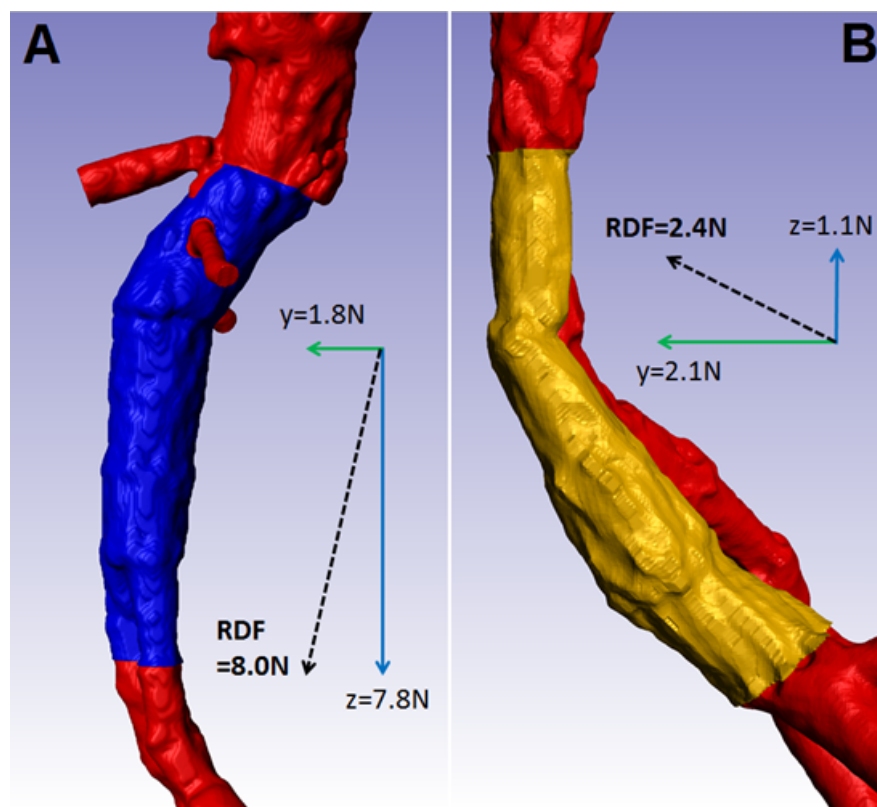 A
y=1.8N
RDF
=8.0N
z=7.8N
B
RDF=2.4N
z=1.1N
y=2.1N